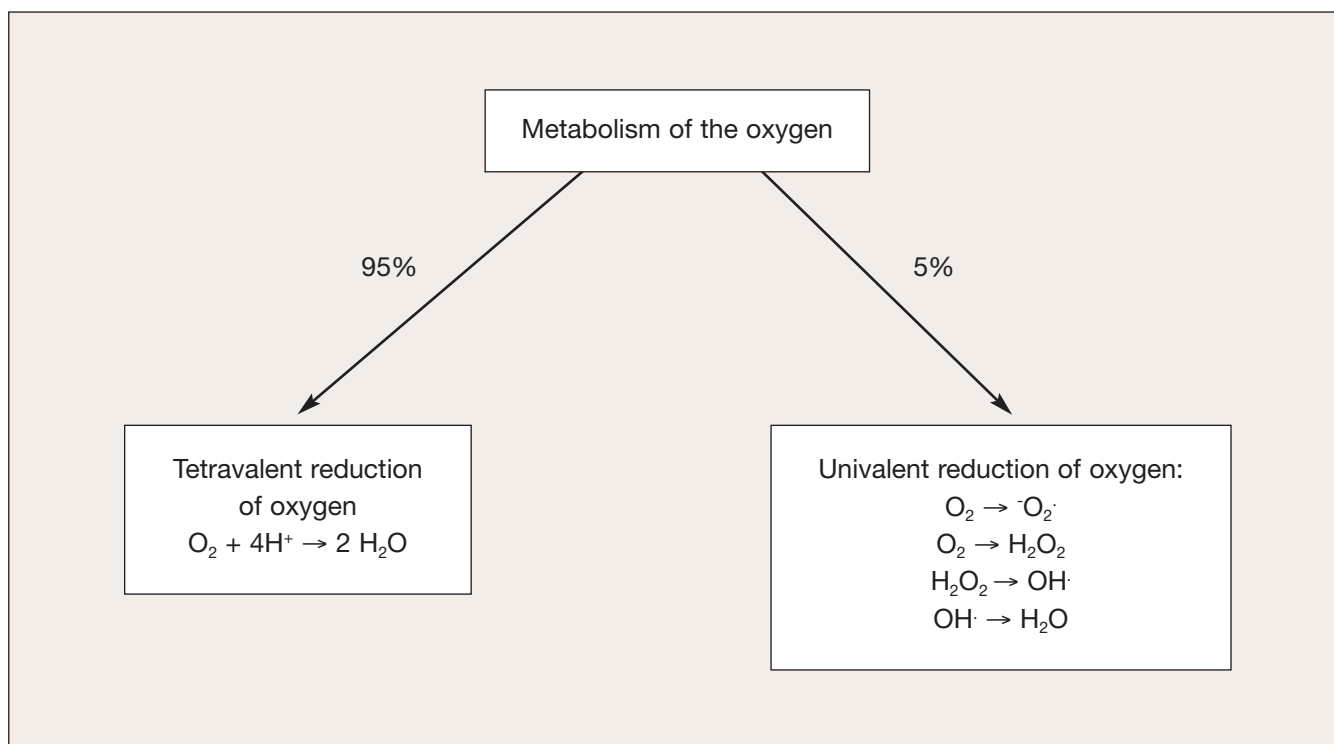 Metabolism of the oxygen
95%
5%
Tetravalent reduction
of oxygen
O₂ + 4H⁺ → 2 H₂O
Univalent reduction of oxygen:
O₂ → ⁻O₂·
O₂ → H₂O₂
H₂O₂ → OH·
OH· → H₂O